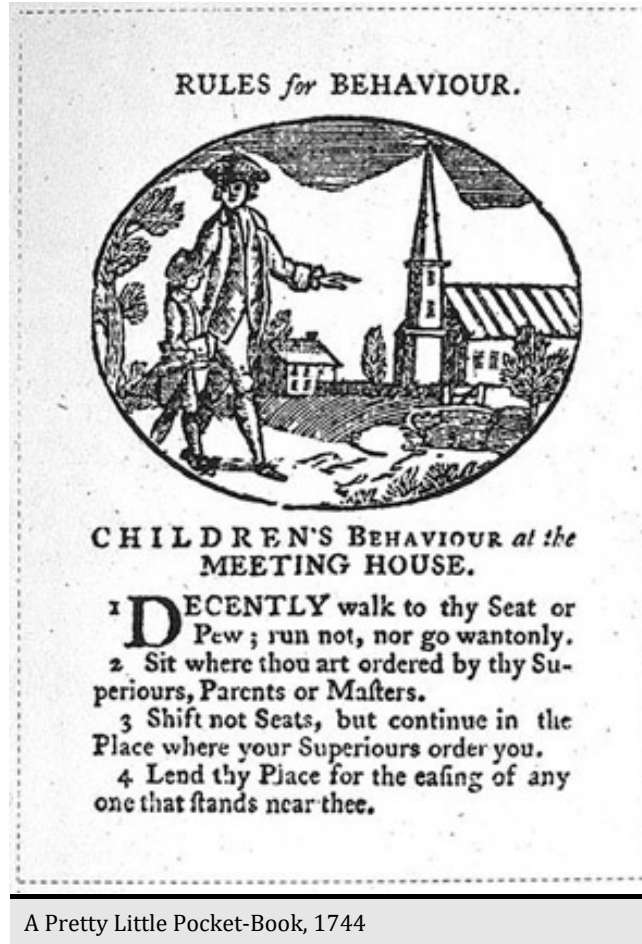 RULES for BEHAVIOUR.
CHILDREN'S BEHAVIOUR at the
MEETING HOUSE.
1 DECENTLY walk to thy Seat or
Pew; run not, nor go wantonly.
2 Sit where thou art ordered by thy Su-
periours, Parents or Maſters.
3 Shift not Seats, but continue in the
Place where your Superiours order you.
4 Lend thy Place for the eaſing of any
one that ſtands near thee.
A Pretty Little Pocket-Book, 1744